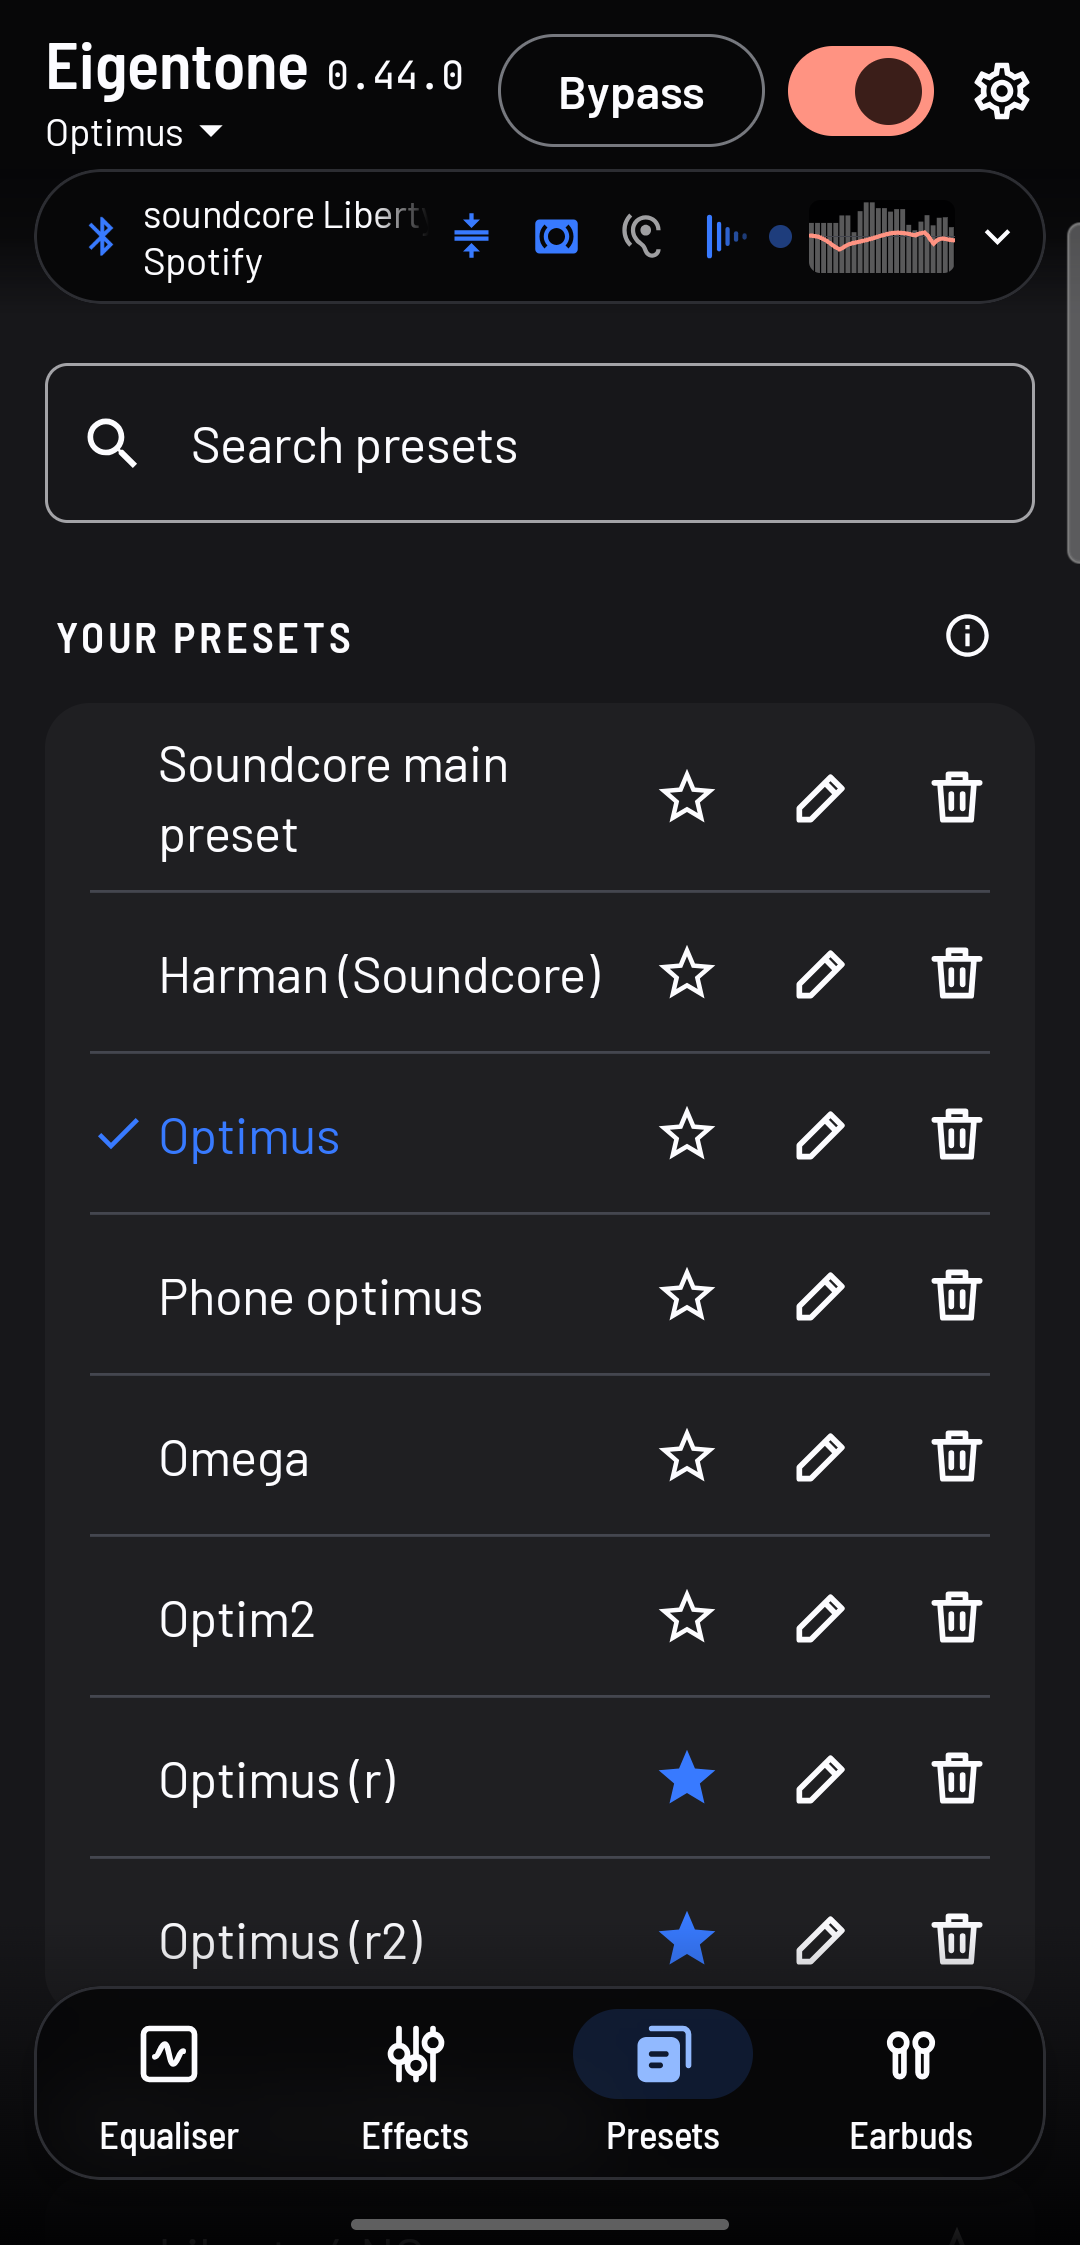 Eigentone 0.44.0
Bypass
Optimus
soundcore Liberty
Spotify
Search presets
YOUR PRESETS
Soundcore main
preset
Harman (Soundcore)
Optimus
Phone optimus
Omega
Optim2
Optimus (r)
Optimus (r2)
Equaliser
Effects
Presets
Earbuds